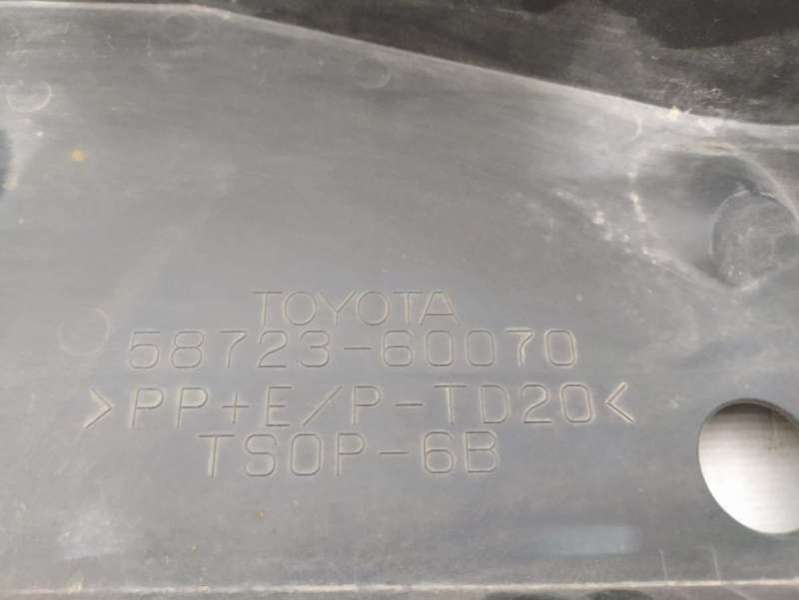 TOYOTA
58723-60070
>PP+E/P-TD20<
TSOP-6B